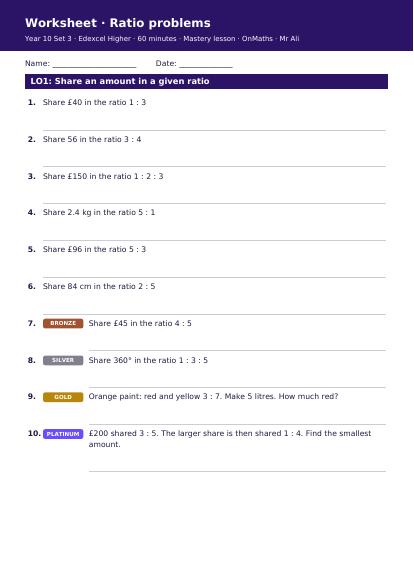 Worksheet · Ratio problems
Year 10 Set 3 · Edexcel Higher · 60 minutes · Mastery lesson · OnMaths · Mr Ali
Name: ____________________ Date: _____________
LO1: Share an amount in a given ratio
1. Share £40 in the ratio 1 : 3
2. Share 56 in the ratio 3 : 4
3. Share £150 in the ratio 1 : 2 : 3
4. Share 2.4 kg in the ratio 5 : 1
5. Share £96 in the ratio 5 : 3
6. Share 84 cm in the ratio 2 : 5
7. BRONZE Share £45 in the ratio 4 : 5
8. SILVER Share 360° in the ratio 1 : 3 : 5
9. GOLD Orange paint: red and yellow 3 : 7. Make 5 litres. How much red?
10. PLATINUM £200 shared 3 : 5. The larger share is then shared 1 : 4. Find the smallest
amount.